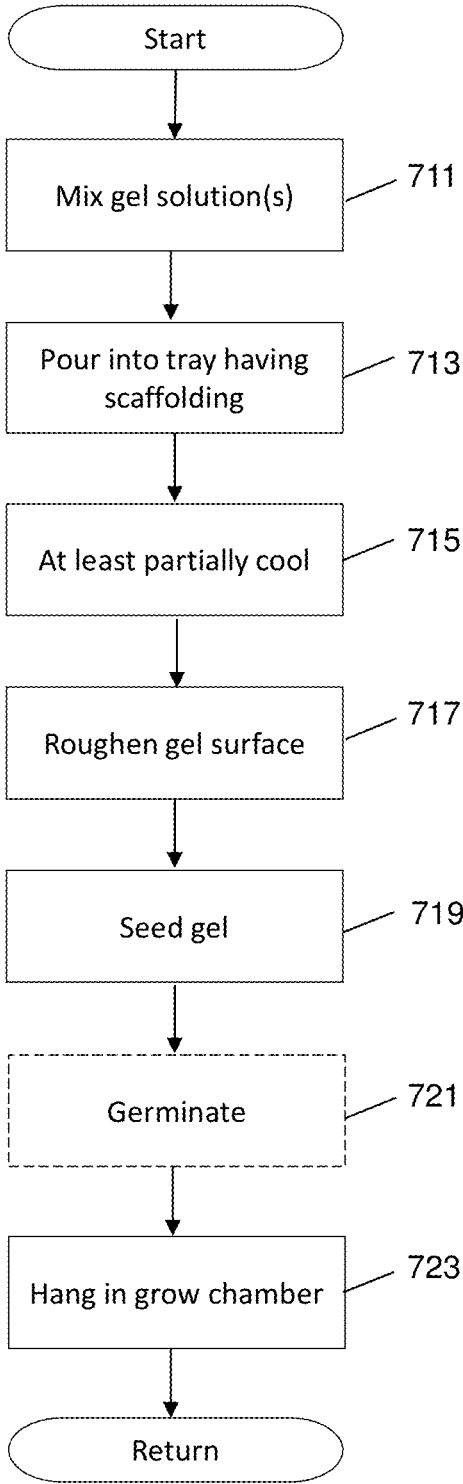 Start
Mix gel solution(s)
711
Pour into tray having
scaffolding
713
At least partially cool
715
Roughen gel surface
717
Seed gel
719
Germinate
721
Hang in grow chamber
723
Return